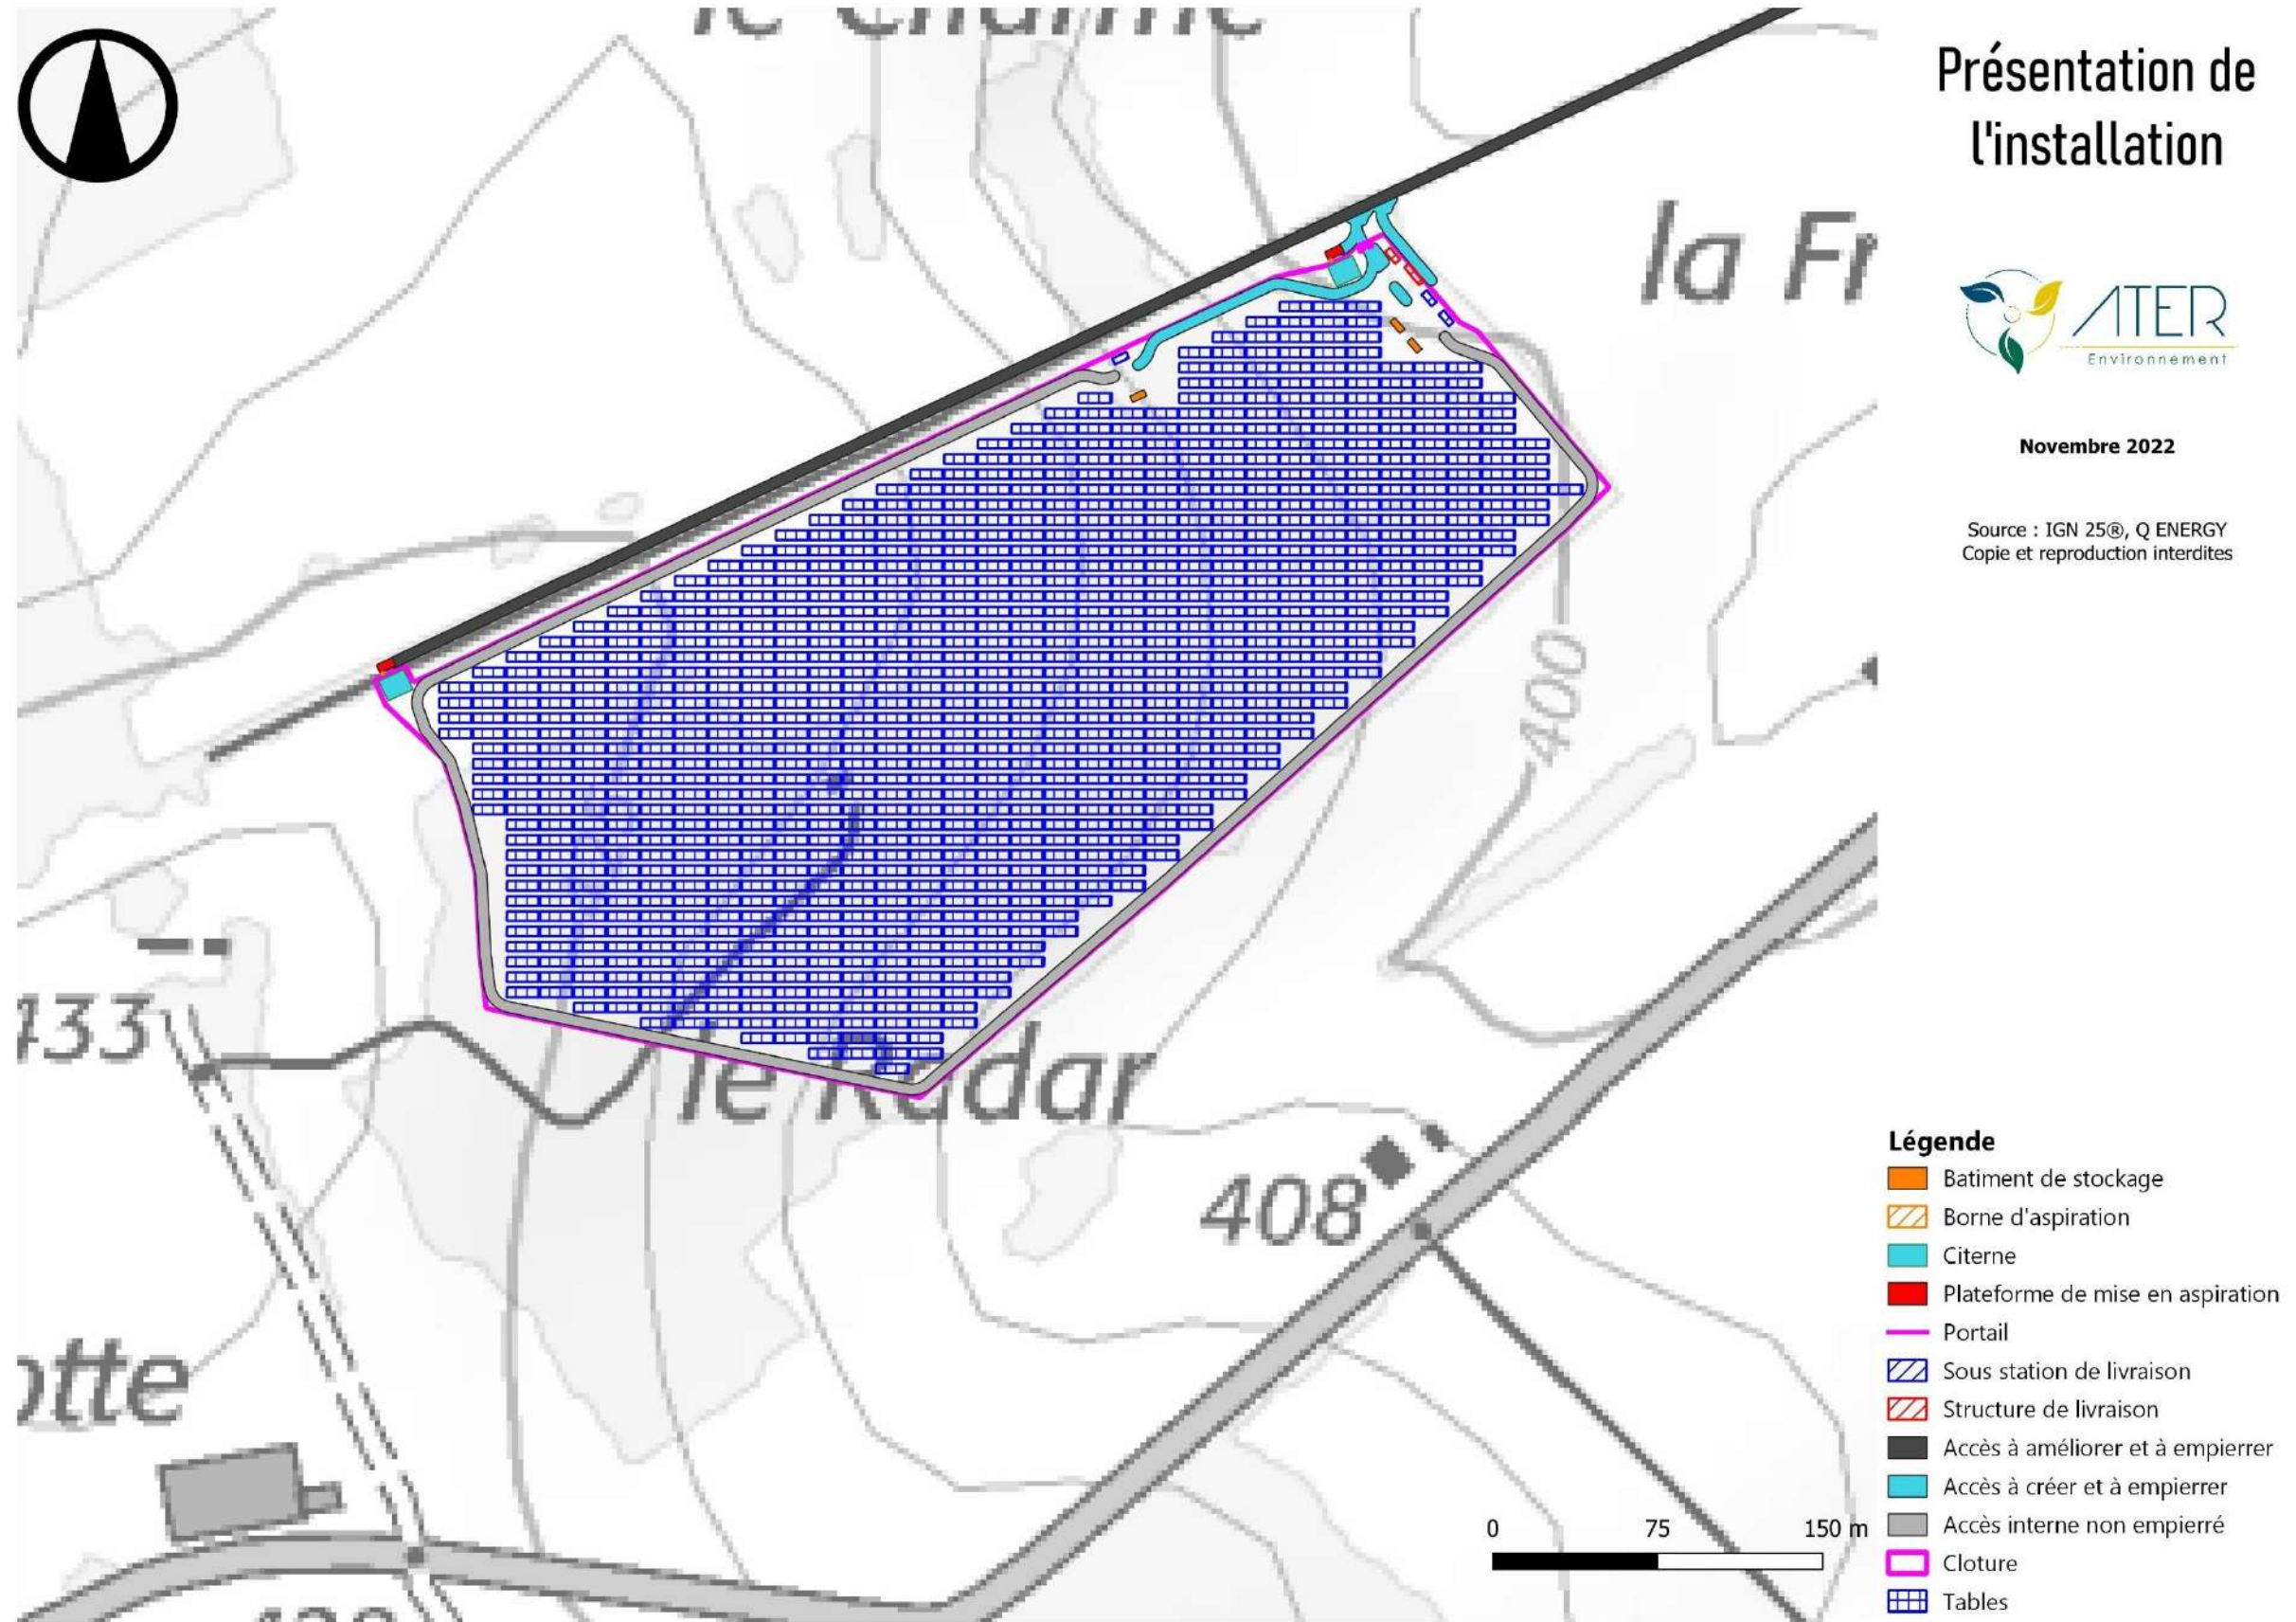 le Chalme
Présentation de
l'installation
la Fr
ATER
Environnement
Novembre 2022
Source : IGN 25®, Q ENERGY
Copie et reproduction interdites
400
433
le Radar
408
otte
Légende
Batiment de stockage
Borne d'aspiration
Citerne
Plateforme de mise en aspiration
Portail
Sous station de livraison
Structure de livraison
Accès à améliorer et à empierrer
Accès à créer et à empierrer
Accès interne non empierré
Cloture
Tables
0 75 150 m